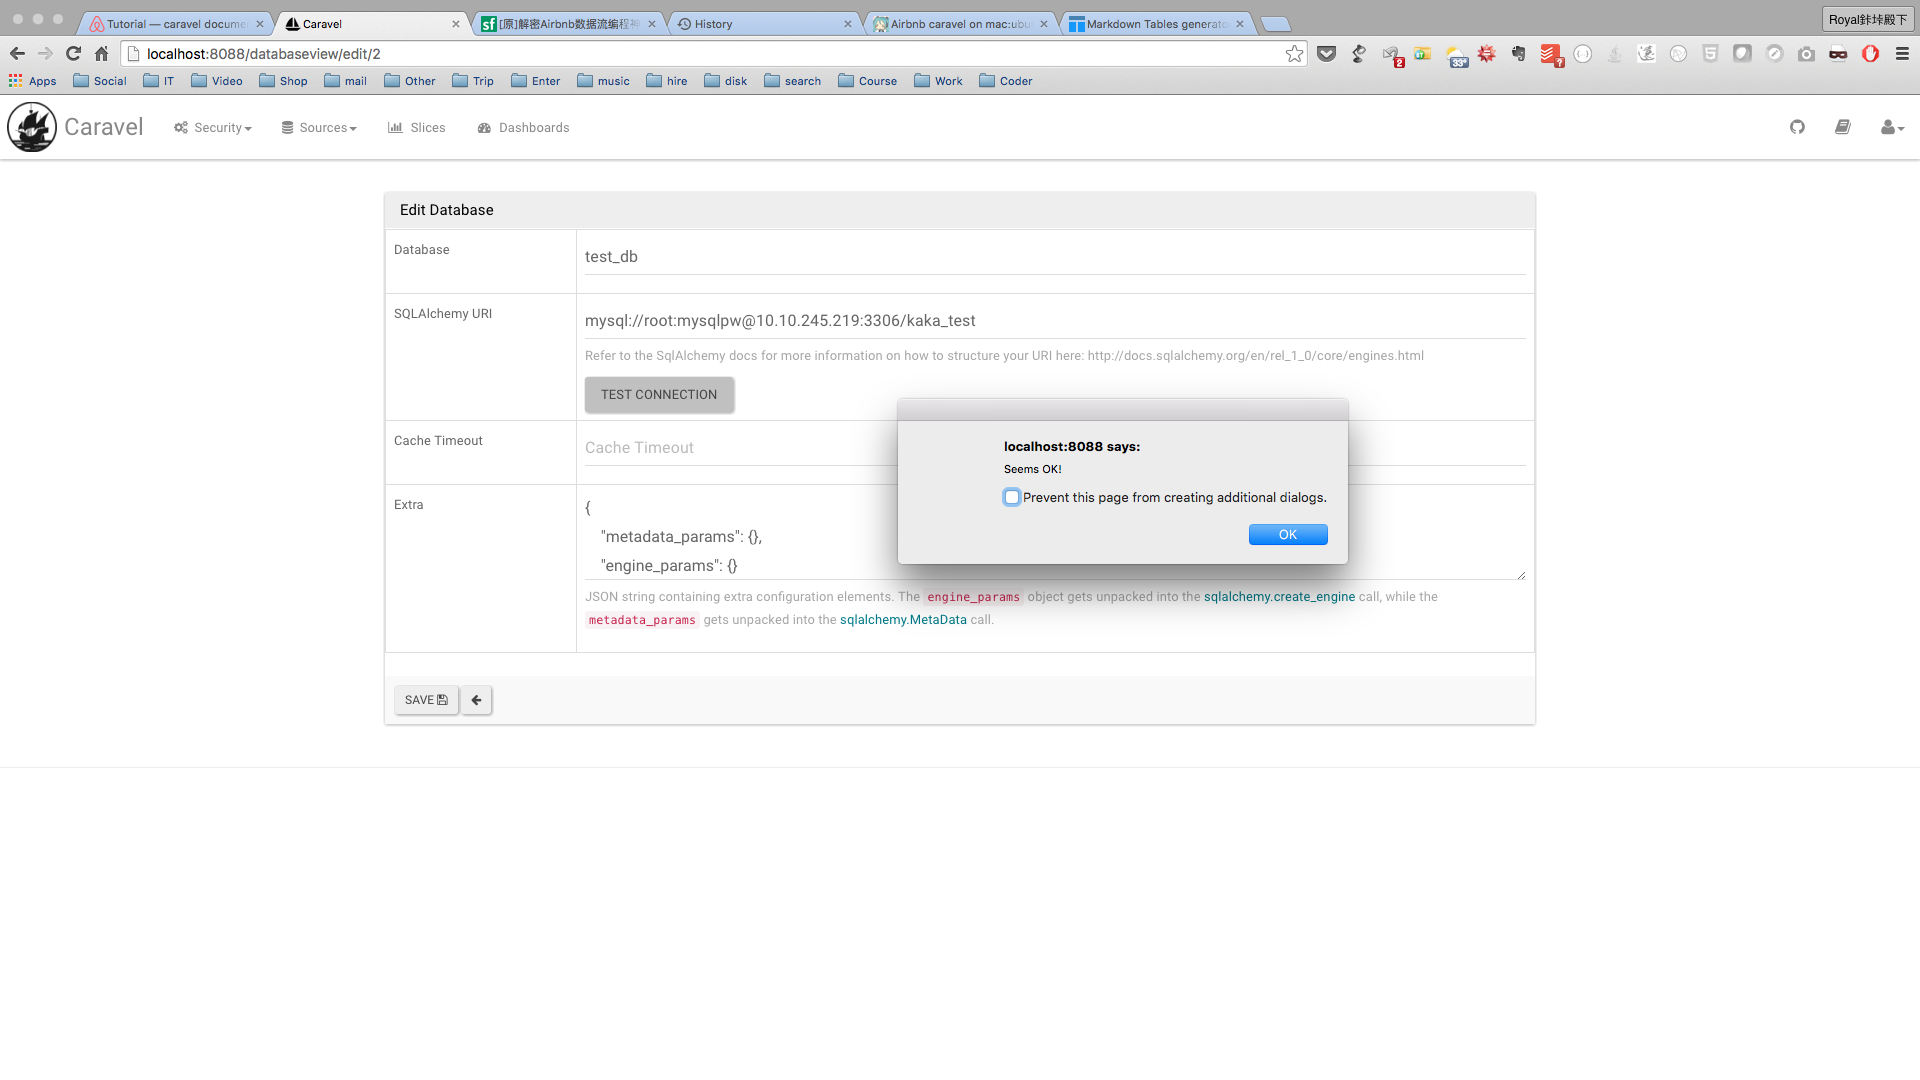 Tutorial — caravel docume
Caravel
sf [原]解密Airbnb数据流编程神
History
Airbnb caravel on mac:ubu
Markdown Tables generato
Royal鉲垰殿下
localhost:8088/databaseview/edit/2
2
33°
?
?
Apps Social IT Video Shop mail Other Trip Enter music hire disk search Course Work Coder
Caravel Security Sources Slices Dashboards
Edit Database
Database
test_db
SQLAlchemy URI
mysql://root:mysqlpw@10.10.245.219:3306/kaka_test
Refer to the SqlAlchemy docs for more information on how to structure your URI here: http://docs.sqlalchemy.org/en/rel_1_0/core/engines.html
TEST CONNECTION
Cache Timeout
Cache Timeout
localhost:8088 says:
Seems OK!
Prevent this page from creating additional dialogs.
OK
Extra
{
"metadata_params": {},
"engine_params": {}
JSON string containing extra configuration elements. The engine_params object gets unpacked into the sqlalchemy.create_engine call, while the
metadata_params gets unpacked into the sqlalchemy.MetaData call.
SAVE